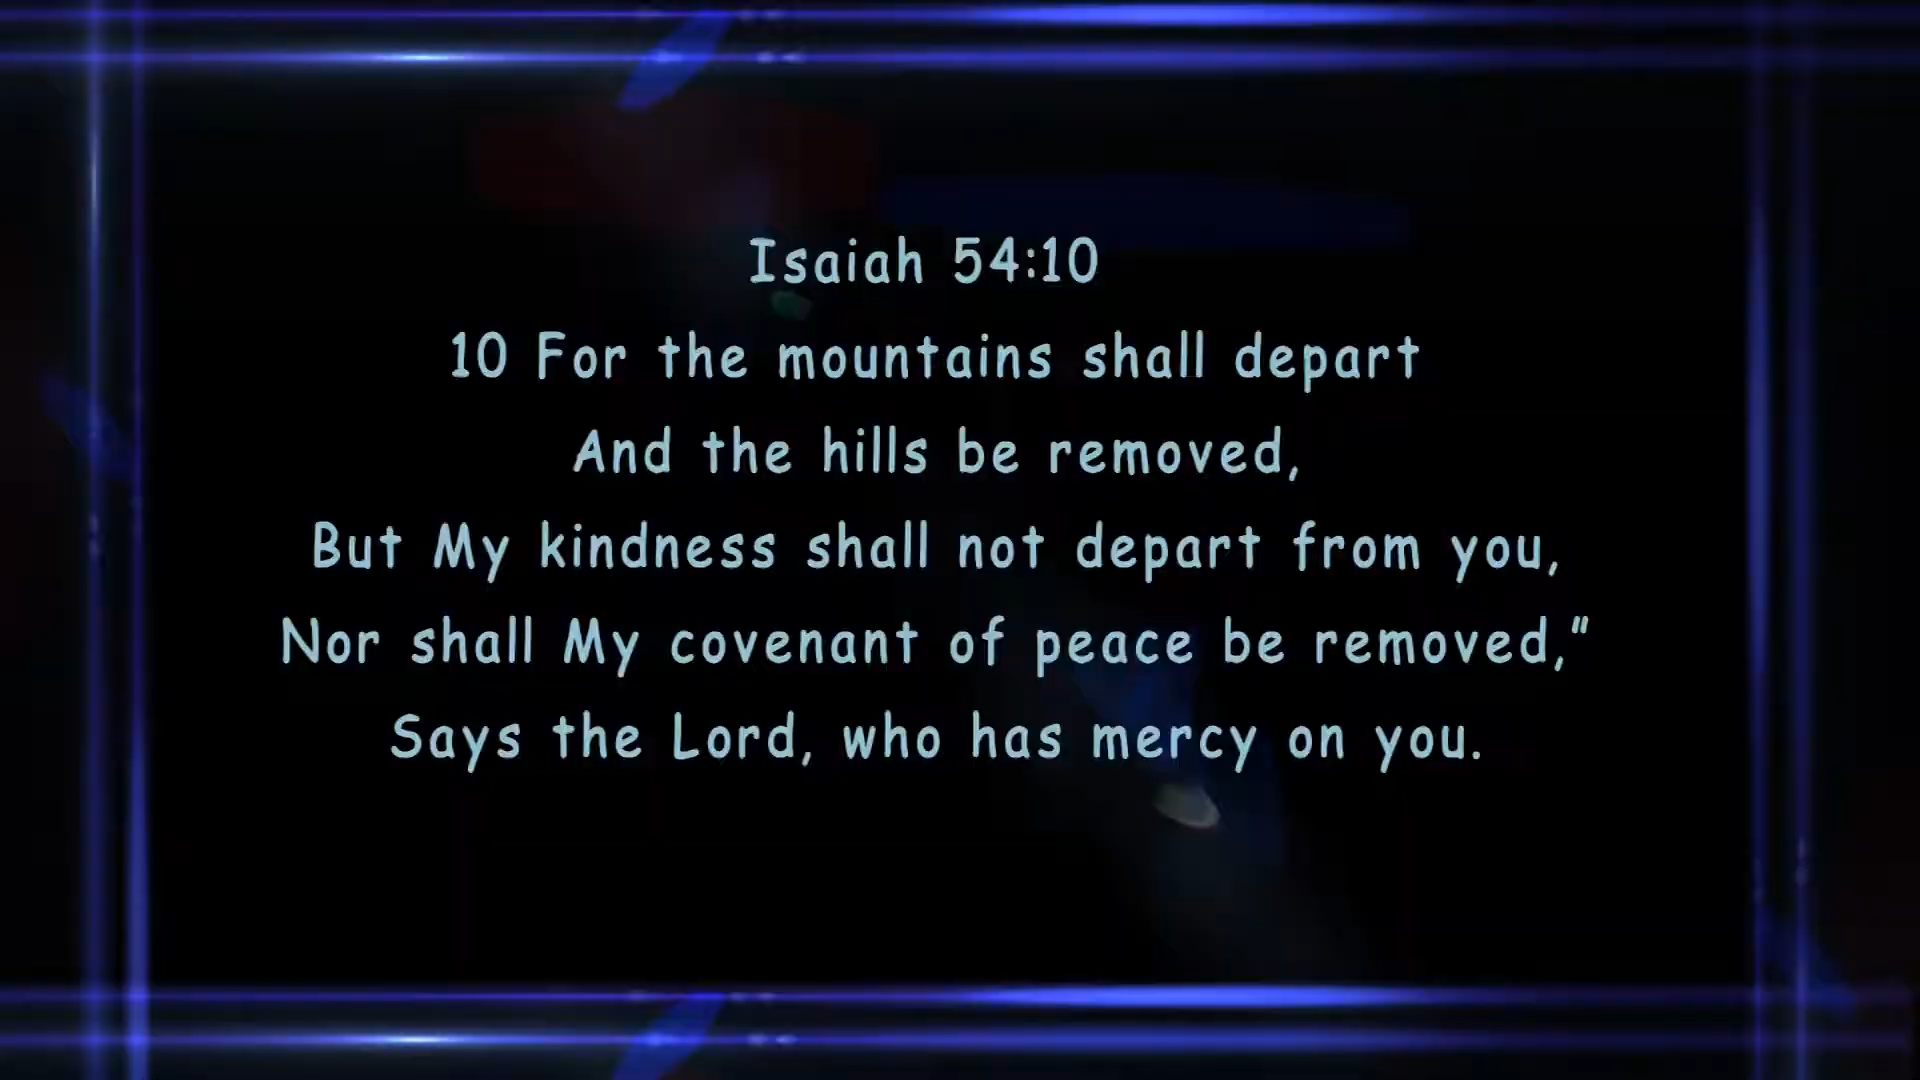 Isaiah 54:10
10 For the mountains shall depart
And the hills be removed,
But My kindness shall not depart from you,
Nor shall My covenant of peace be removed,”
Says the Lord, who has mercy on you.